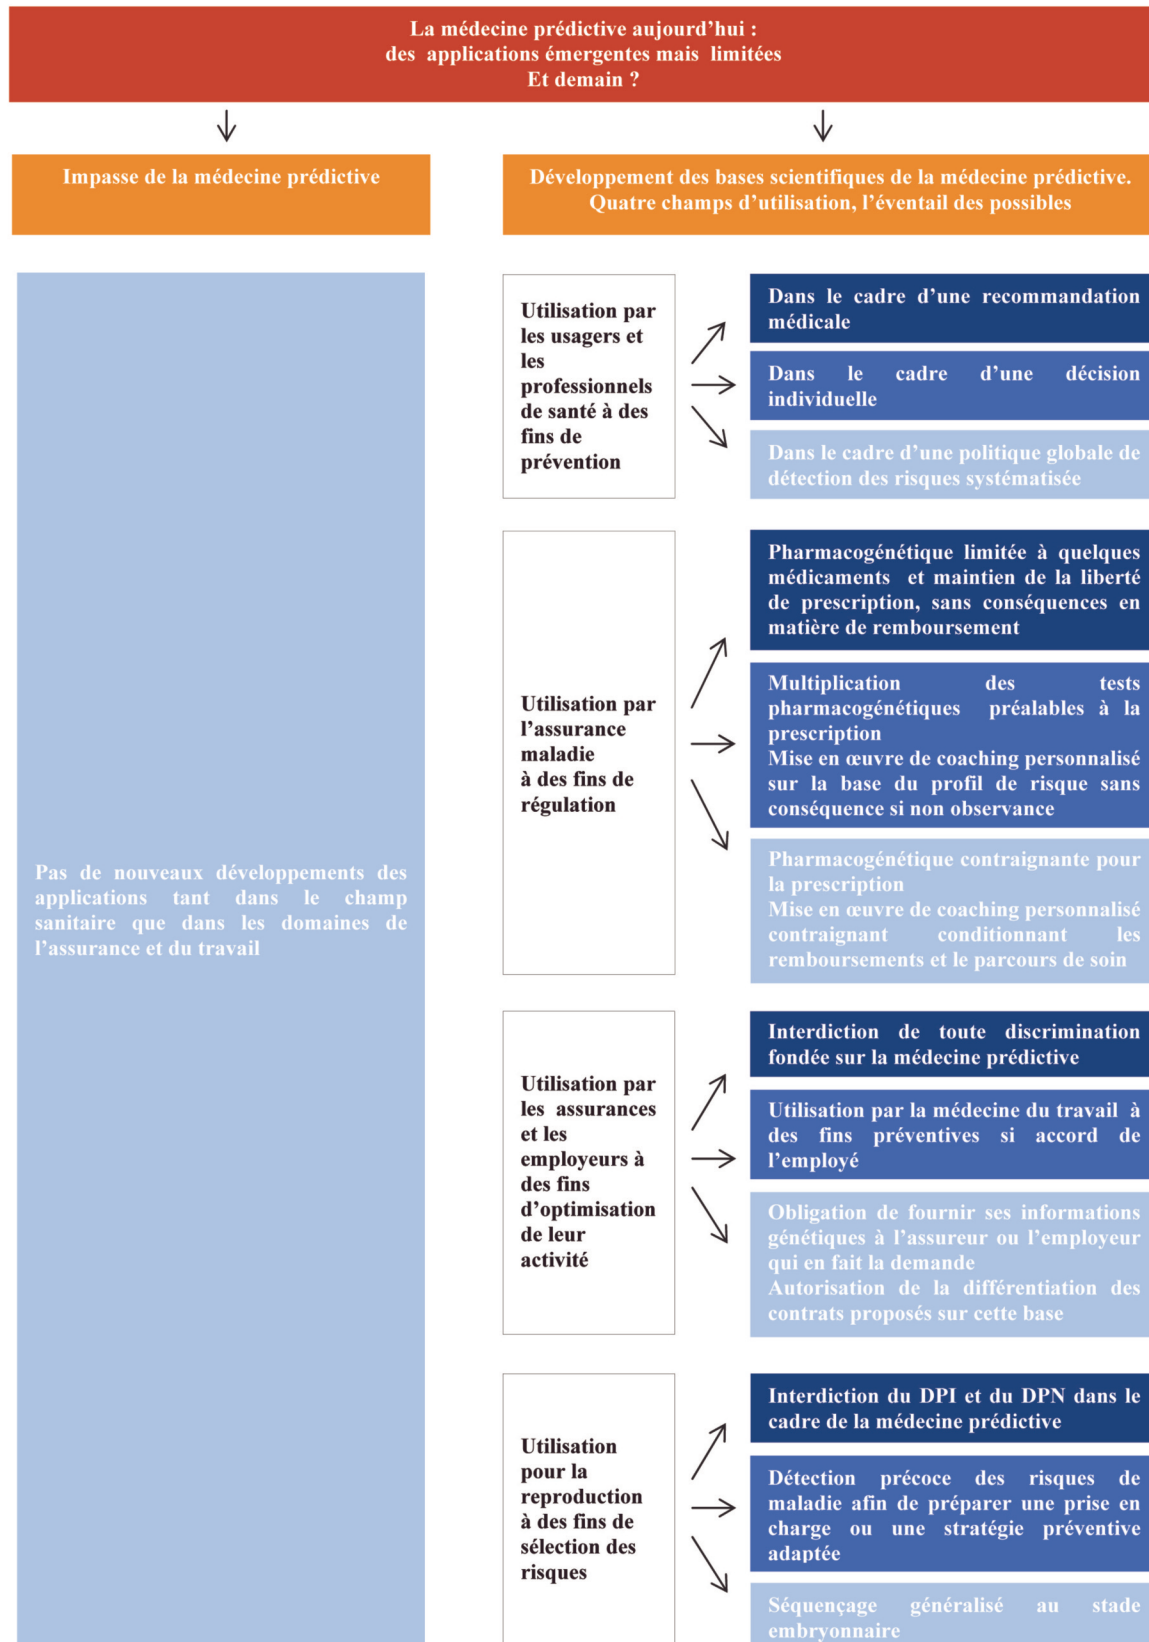 La médecine prédictive aujourd’hui :
des applications émergentes mais limitées
Et demain ?
Impasse de la médecine prédictive
Développement des bases scientifiques de la médecine prédictive.
Quatre champs d’utilisation, l’éventail des possibles
Pas de nouveaux développements des
applications tant dans le champ
sanitaire que dans les domaines de
l’assurance et du travail
Utilisation par
les usagers et
les
professionnels
de santé à des
fins de
prévention
Dans le cadre d’une recommandation
médicale
Dans le cadre d’une décision
individuelle
Dans le cadre d’une politique globale de
détection des risques systématisée
Utilisation par
l’assurance
maladie
à des fins de
régulation
Pharmacogénétique limitée à quelques
médicaments et maintien de la liberté
de prescription, sans conséquences en
matière de remboursement
Multiplication des tests
pharmacogénétiques préalables à la
prescription
Mise en œuvre de coaching personnalisé
sur la base du profil de risque sans
conséquence si non observance
Pharmacogénétique contraignante pour
la prescription
Mise en œuvre de coaching personnalisé
contraignant conditionnant les
remboursements et le parcours de soin
Utilisation par
les assurances
et les
employeurs à
des fins
d’optimisation
de leur
activité
Interdiction de toute discrimination
fondée sur la médecine prédictive
Utilisation par la médecine du travail à
des fins préventives si accord de
l’employé
Obligation de fournir ses informations
génétiques à l’assureur ou l’employeur
qui en fait la demande
Autorisation de la différentiation des
contrats proposés sur cette base
Utilisation
pour la
reproduction
à des fins de
sélection des
risques
Interdiction du DPI et du DPN dans le
cadre de la médecine prédictive
Détection précoce des risques de
maladie afin de préparer une prise en
charge ou une stratégie préventive
adaptée
Séquençage généralisé au stade
embryonnaire